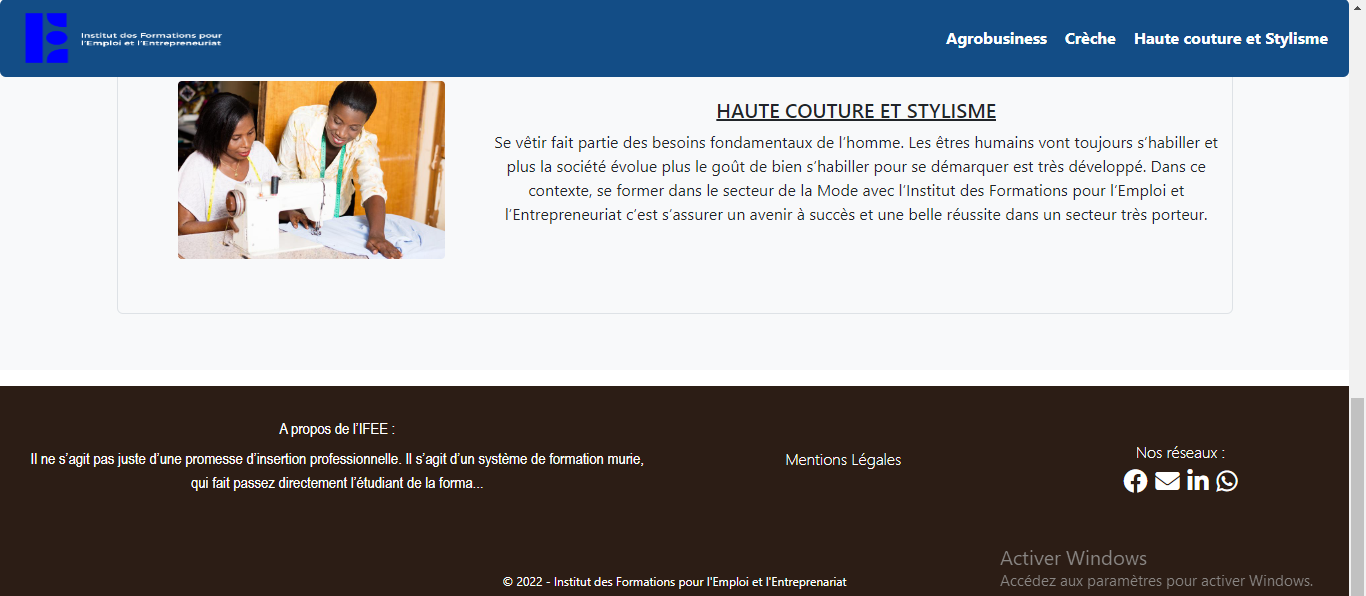 Institut des Formations pour
l'Emploi et l'Entrepreneuriat
Agrobusiness Crèche Haute couture et Stylisme
HAUTE COUTURE ET STYLISME
Se vêtir fait partie des besoins fondamentaux de l’homme. Les êtres humains vont toujours s’habiller et
plus la société évolue plus le goût de bien s’habiller pour se démarquer est très développé. Dans ce
contexte, se former dans le secteur de la Mode avec l’Institut des Formations pour l’Emploi et
l’Entrepreneuriat c’est s’assurer un avenir à succès et une belle réussite dans un secteur très porteur.
A propos de l’IFEE :
Il ne s’agit pas juste d’une promesse d’insertion professionnelle. Il s’agit d’un système de formation murie,
qui fait passez directement l’étudiant de la forma...
Mentions Légales
Nos réseaux :
© 2022 - Institut des Formations pour l'Emploi et l'Entreprenariat
Activer Windows
Accédez aux paramètres pour activer Windows.